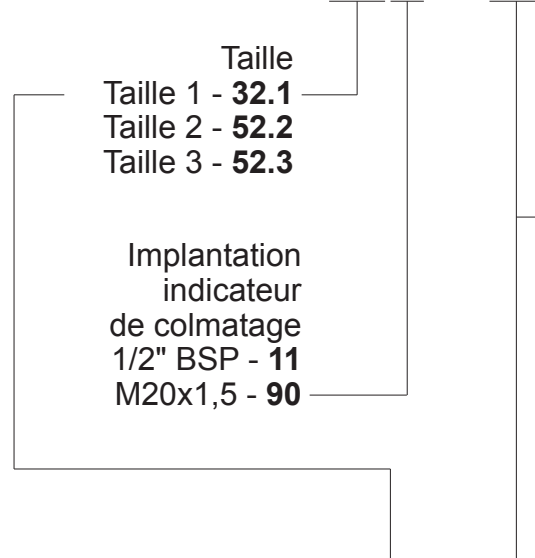 Taille
Taille 1 - 32.1
Taille 2 - 52.2
Taille 3 - 52.3
Implantation
indicateur
de colmatage
1/2" BSP - 11
M20x1,5 - 90